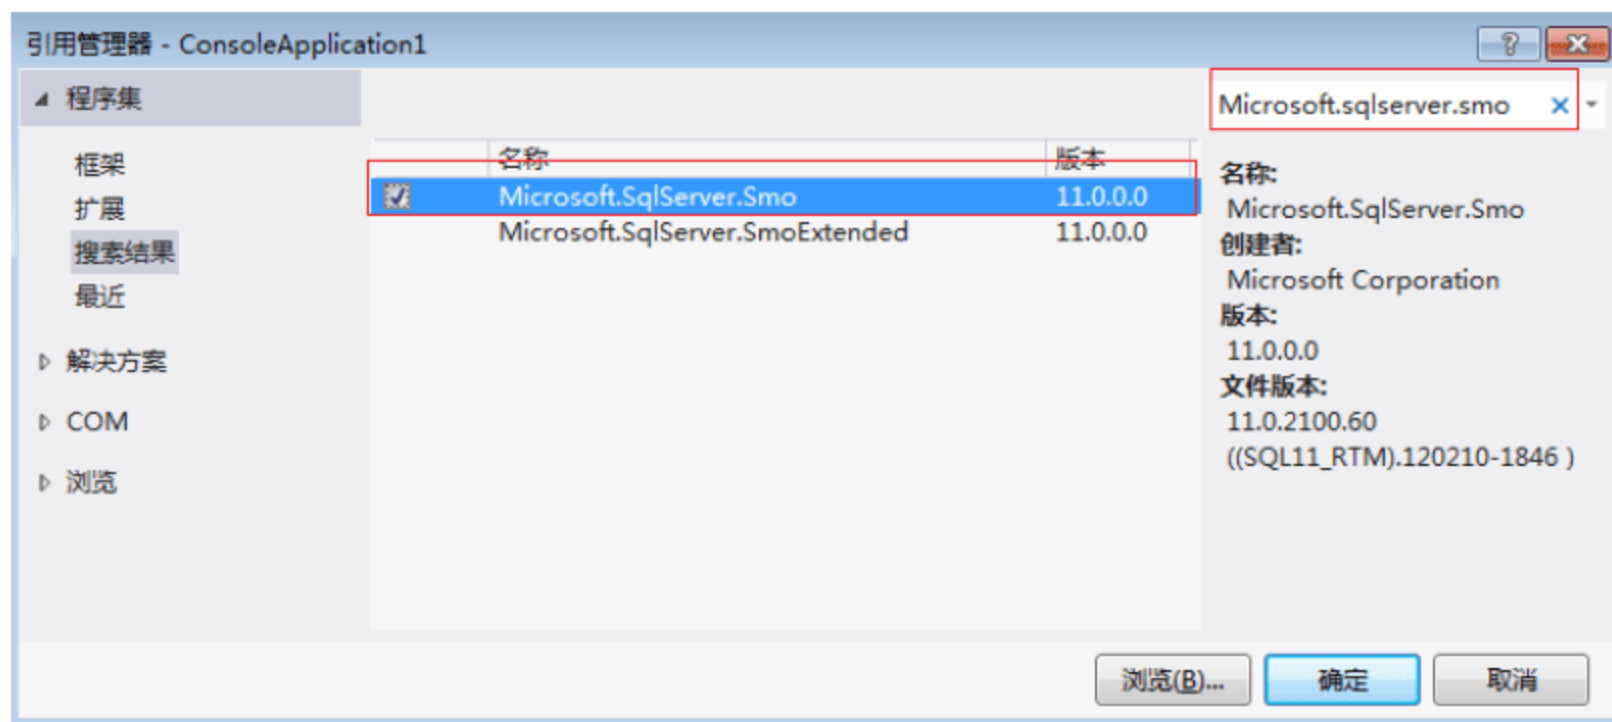 引用管理器 - ConsoleApplication1
程序集
Microsoft.sqlserver.smo
框架
扩展
搜索结果
最近
解决方案
COM
浏览
名称 版本
Microsoft.SqlServer.Smo 11.0.0.0
Microsoft.SqlServer.SmoExtended 11.0.0.0
名称:
Microsoft.SqlServer.Smo
创建者:
Microsoft Corporation
版本:
11.0.0.0
文件版本:
11.0.2100.60
((SQL11_RTM).120210-1846 )
浏览(B)... 确定 取消